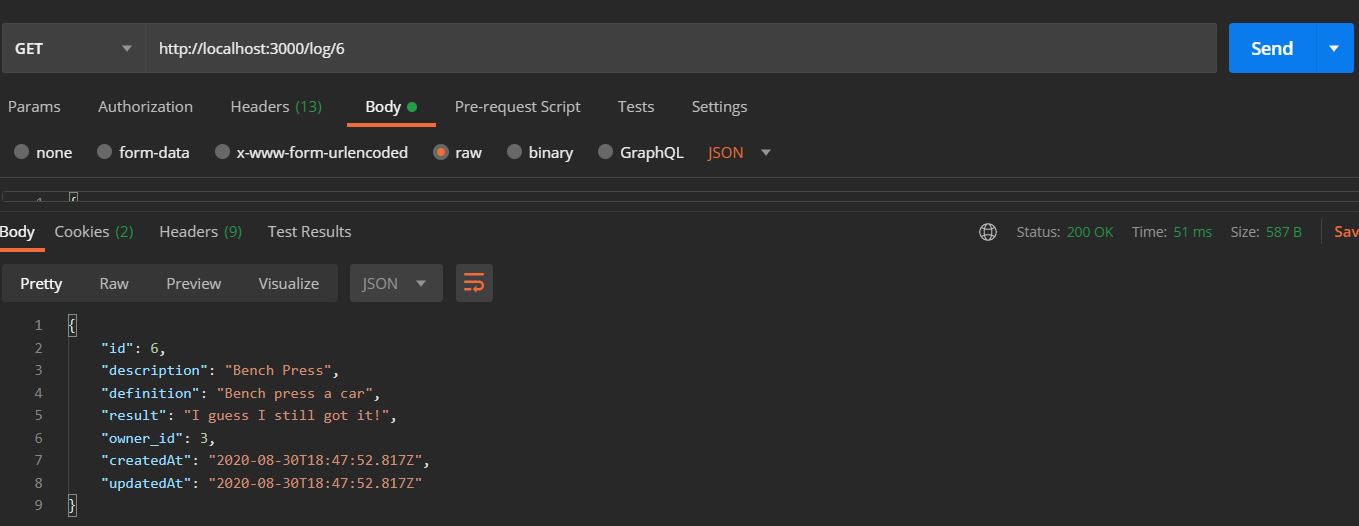 GET http://localhost:3000/log/6 Send
Params Authorization Headers (13) Body Pre-request Script Tests Settings
none form-data x-www-form-urlencoded raw binary GraphQL JSON
Body Cookies (2) Headers (9) Test Results Status: 200 OK Time: 51 ms Size: 587 B Sav
Pretty Raw Preview Visualize JSON
1 {
2 "id": 6,
3 "description": "Bench Press",
4 "definition": "Bench press a car",
5 "result": "I guess I still got it!",
6 "owner_id": 3,
7 "createdAt": "2020-08-30T18:47:52.817Z",
8 "updatedAt": "2020-08-30T18:47:52.817Z"
9 }